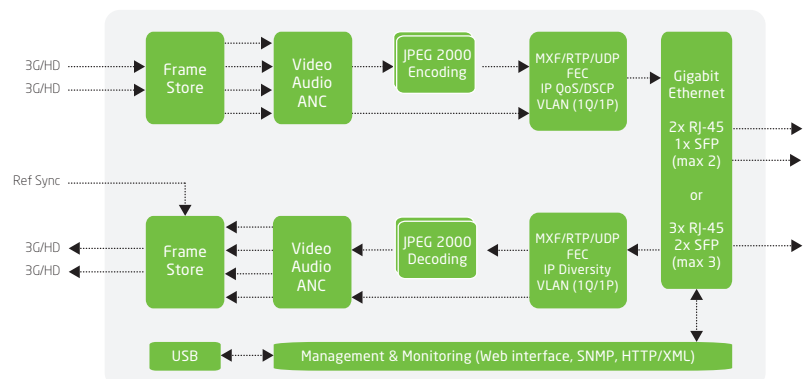 3G/HD
3G/HD
Frame
Store
Video
Audio
ANC
JPEG 2000
Encoding
MXF/RTP/UDP
FEC
IP QoS/DSCP
VLAN (1Q/1P)
Gigabit
Ethernet
2x RJ-45
1x SFP
(max 2)
or
3x RJ-45
2x SFP
(max 3)
Ref Sync
3G/HD
3G/HD
Frame
Store
Video
Audio
ANC
JPEG 2000
Decoding
MXF/RTP/UDP
FEC
IP Diversity
VLAN (1Q/1P)
USB
Management & Monitoring (Web interface, SNMP, HTTP/XML)